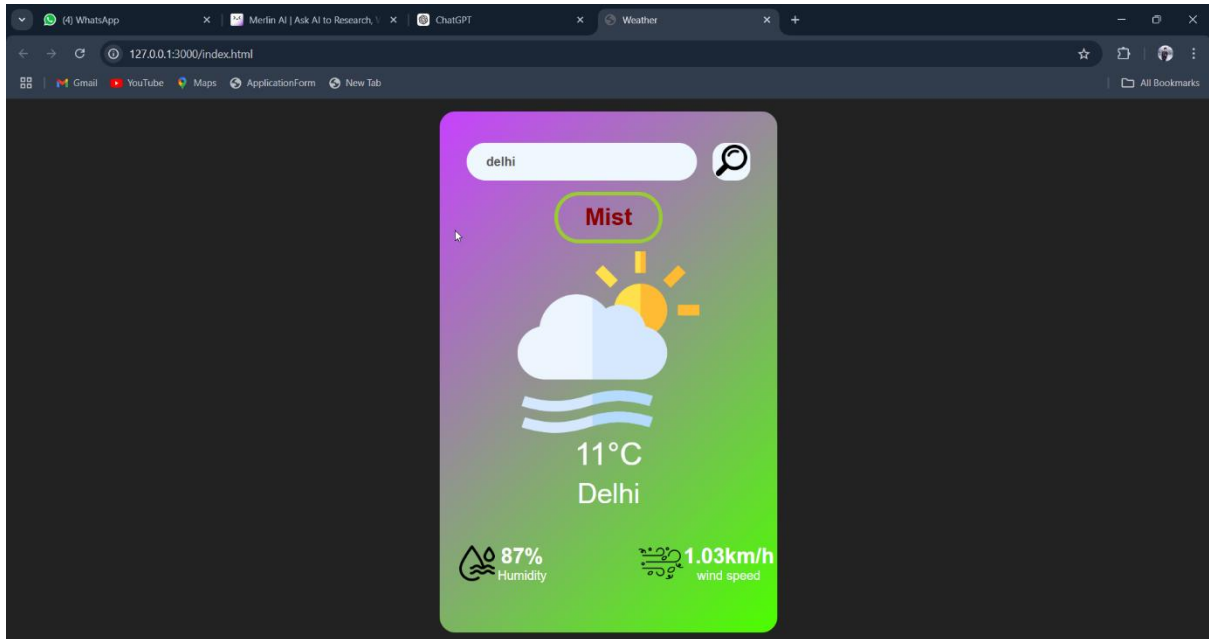 (4) WhatsApp
Merlin AI | Ask AI to Research,
ChatGPT
Weather
127.0.0.1:3000/index.html
Gmail YouTube Maps ApplicationForm New Tab All Bookmarks
delhi
Mist
11°C
Delhi
87% 1.03km/h
Humidity wind speed